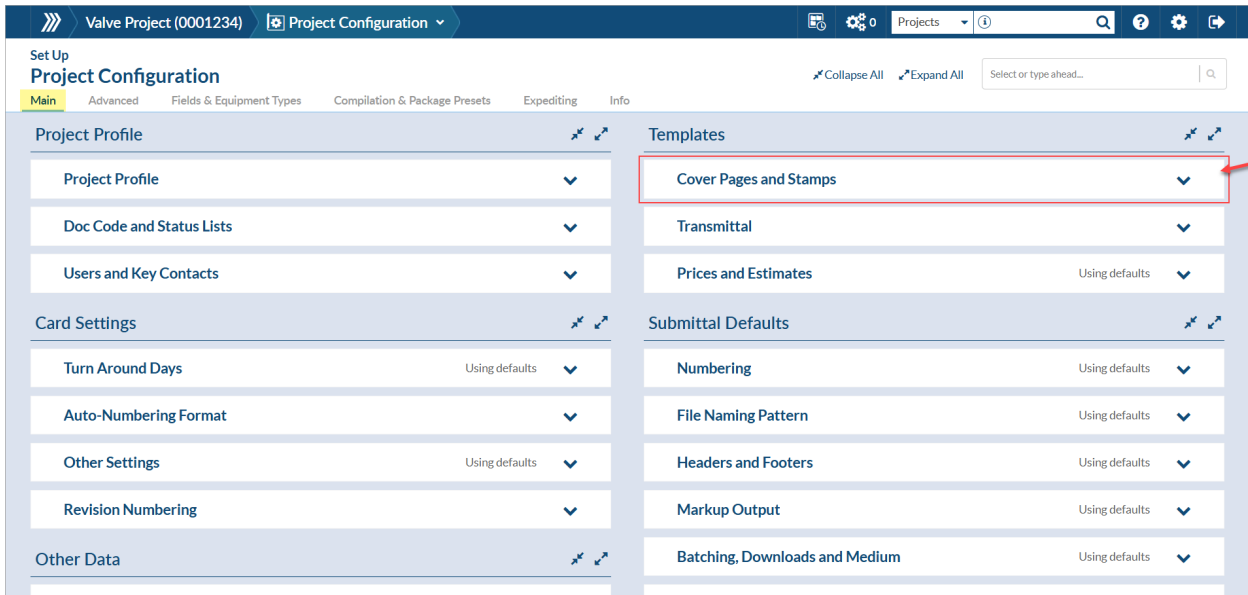 Valve Project (0001234)
Project Configuration
0
Projects
Set Up
Project Configuration
Collapse All
Expand All
Select or type ahead...
Main
Advanced
Fields & Equipment Types
Compilation & Package Presets
Expediting
Info
Project Profile
Project Profile
Doc Code and Status Lists
Users and Key Contacts
Card Settings
Turn Around Days
Using defaults
Auto-Numbering Format
Other Settings
Using defaults
Revision Numbering
Other Data
Templates
Cover Pages and Stamps
Transmittal
Prices and Estimates
Using defaults
Submittal Defaults
Numbering
Using defaults
File Naming Pattern
Using defaults
Headers and Footers
Using defaults
Markup Output
Using defaults
Batching, Downloads and Medium
Using defaults